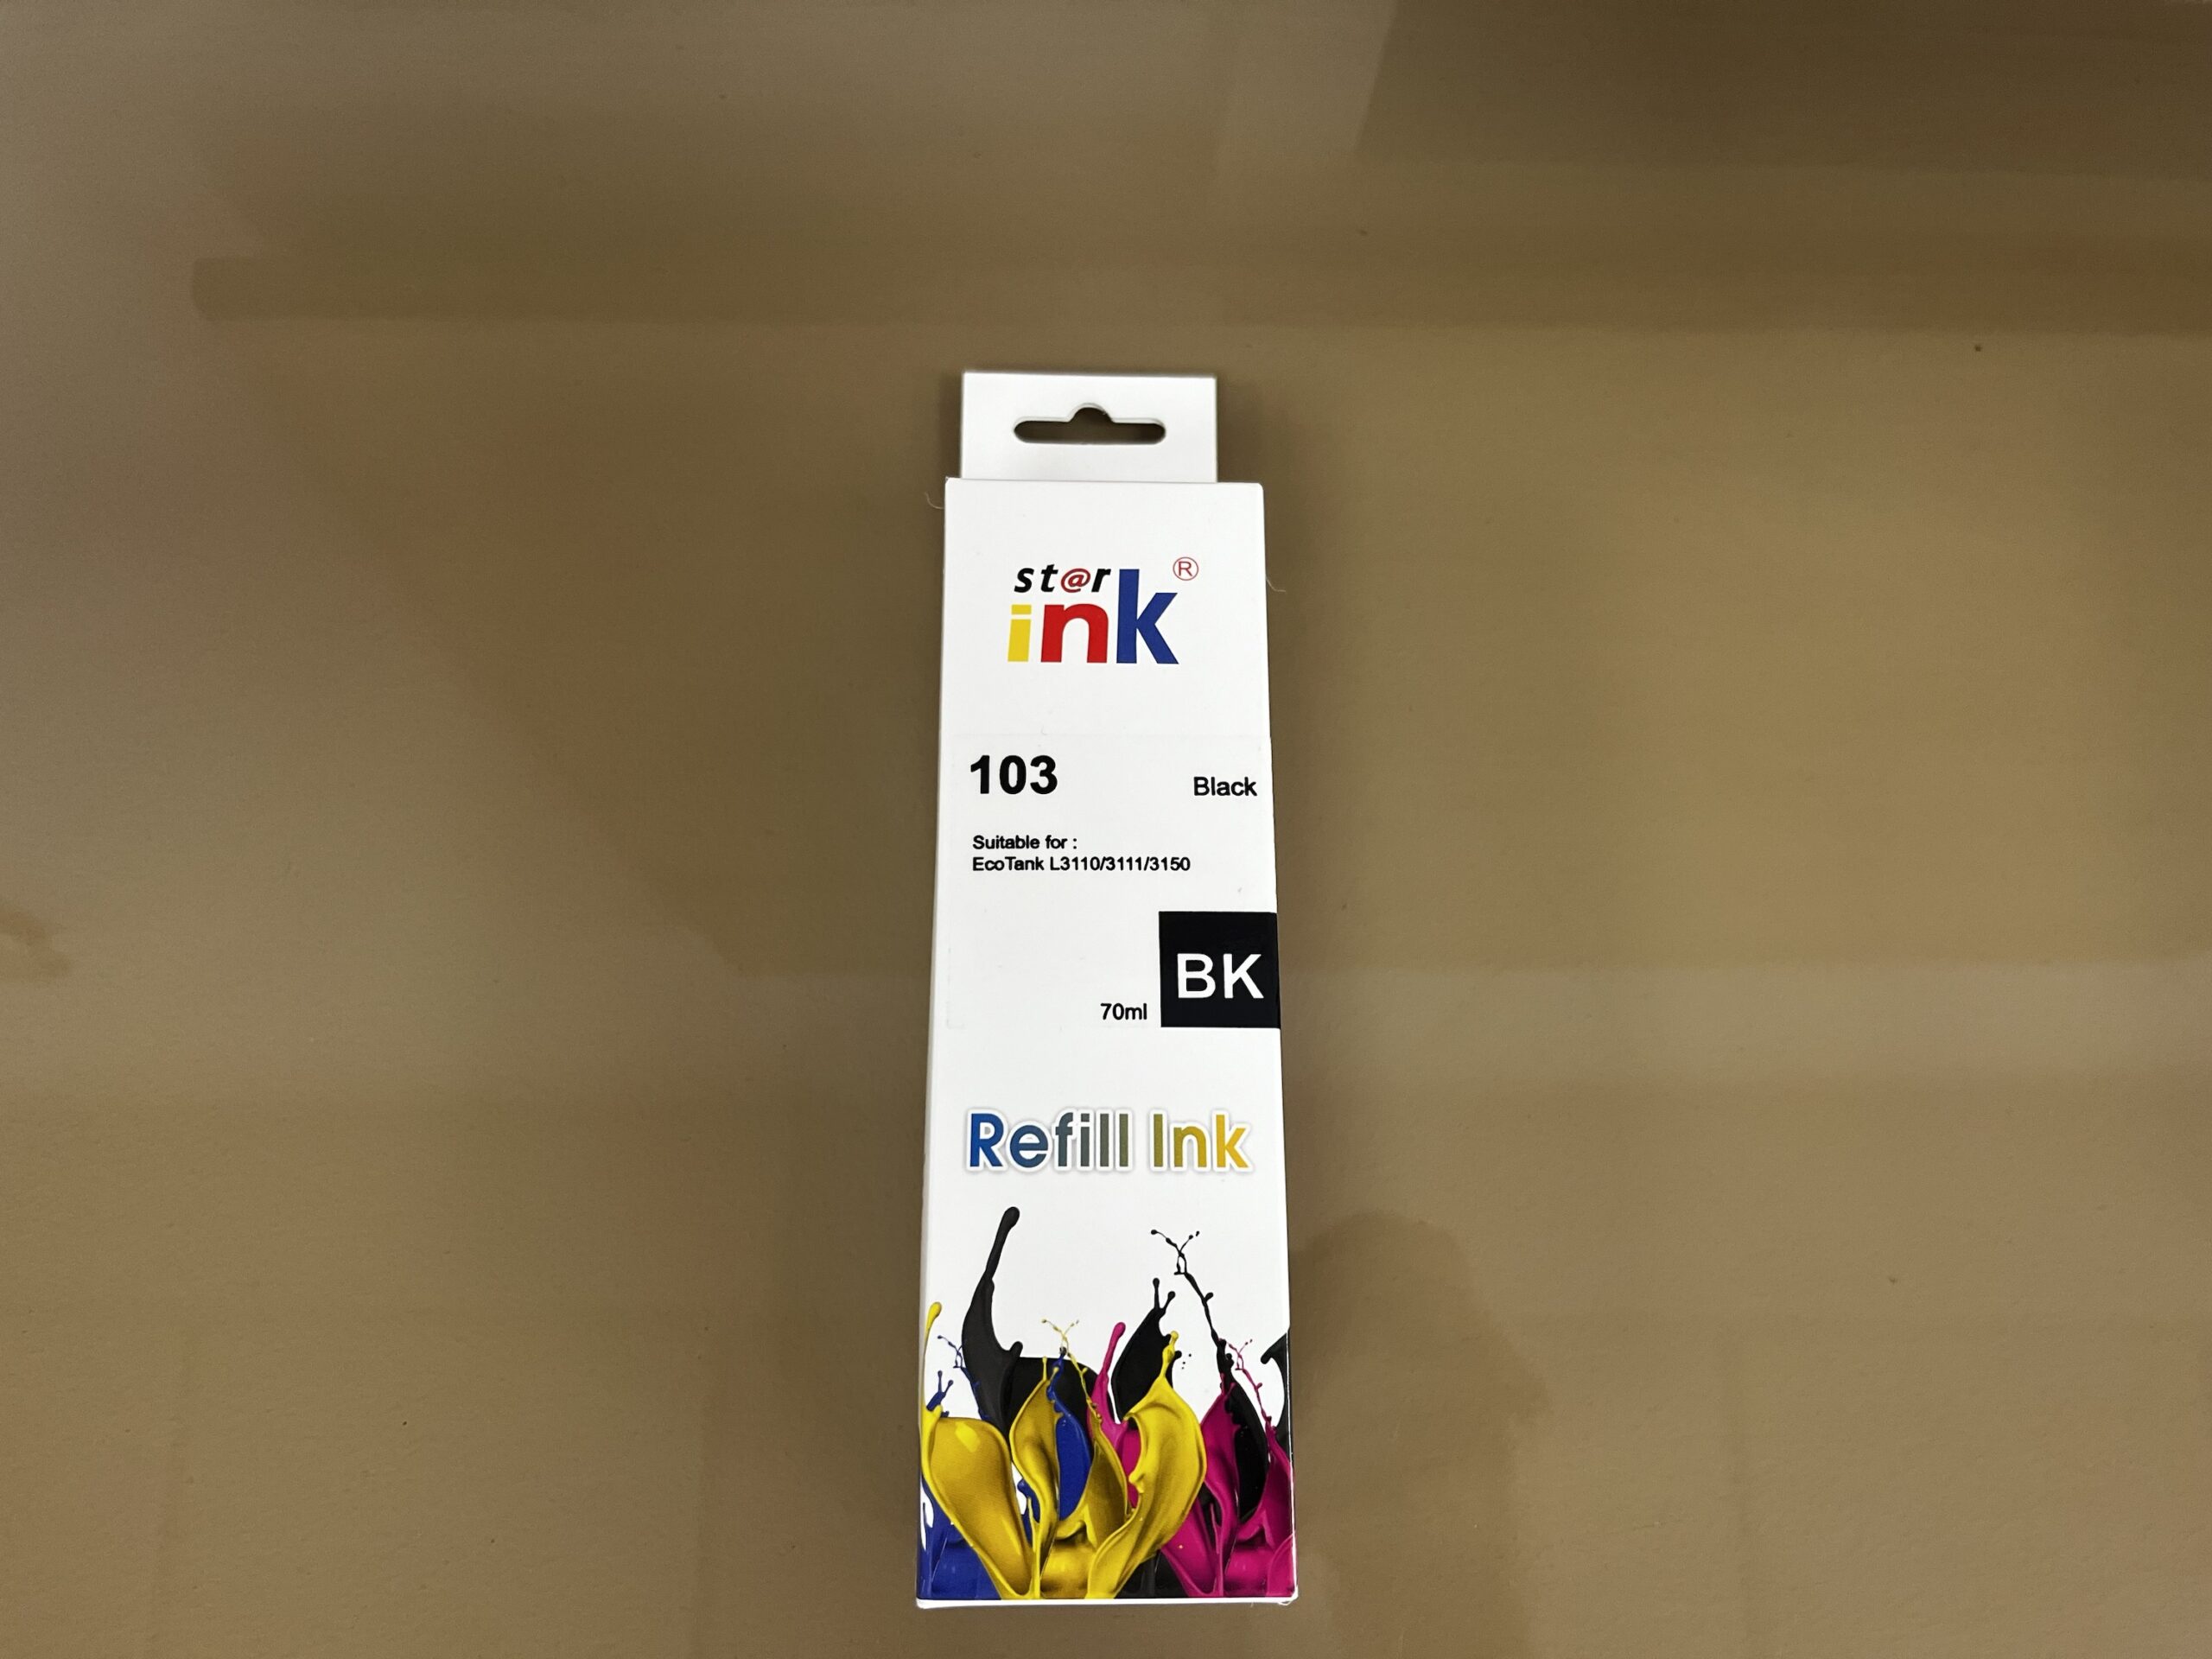 st@r
ink®
103 Black
Suitable for :
EcoTank L3110/3111/3150
BK
70ml
Refill Ink